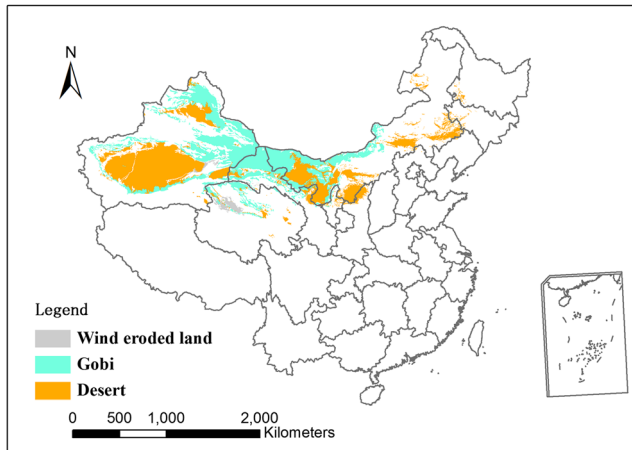 N
Legend
Wind eroded land
Gobi
Desert
0 500 1,000 2,000
Kilometers